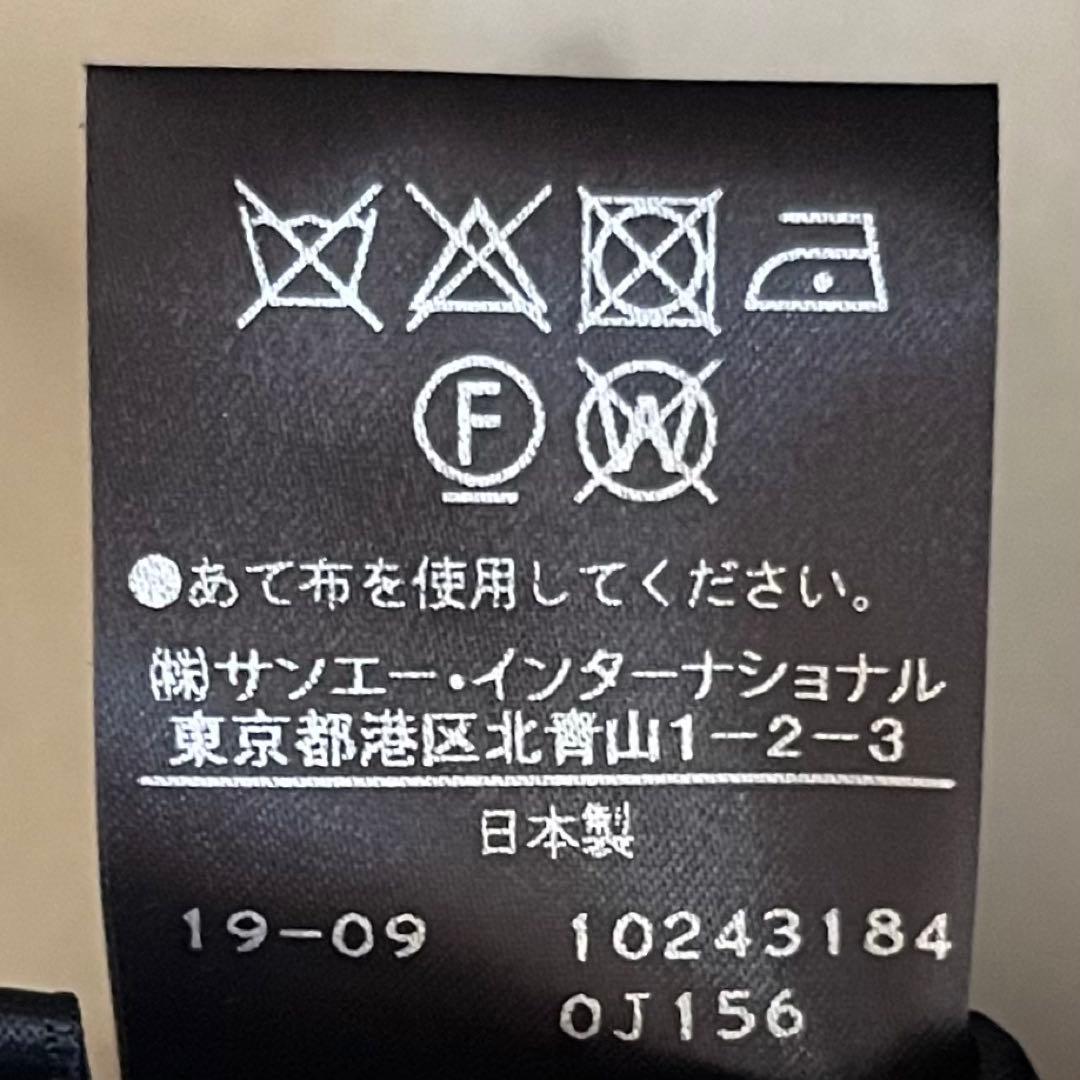 F W
●あて布を使用してください。
㈱サンエー・インターナショナル
東京都港区北青山1-2-3
日本製
19-09 10243184
0J156